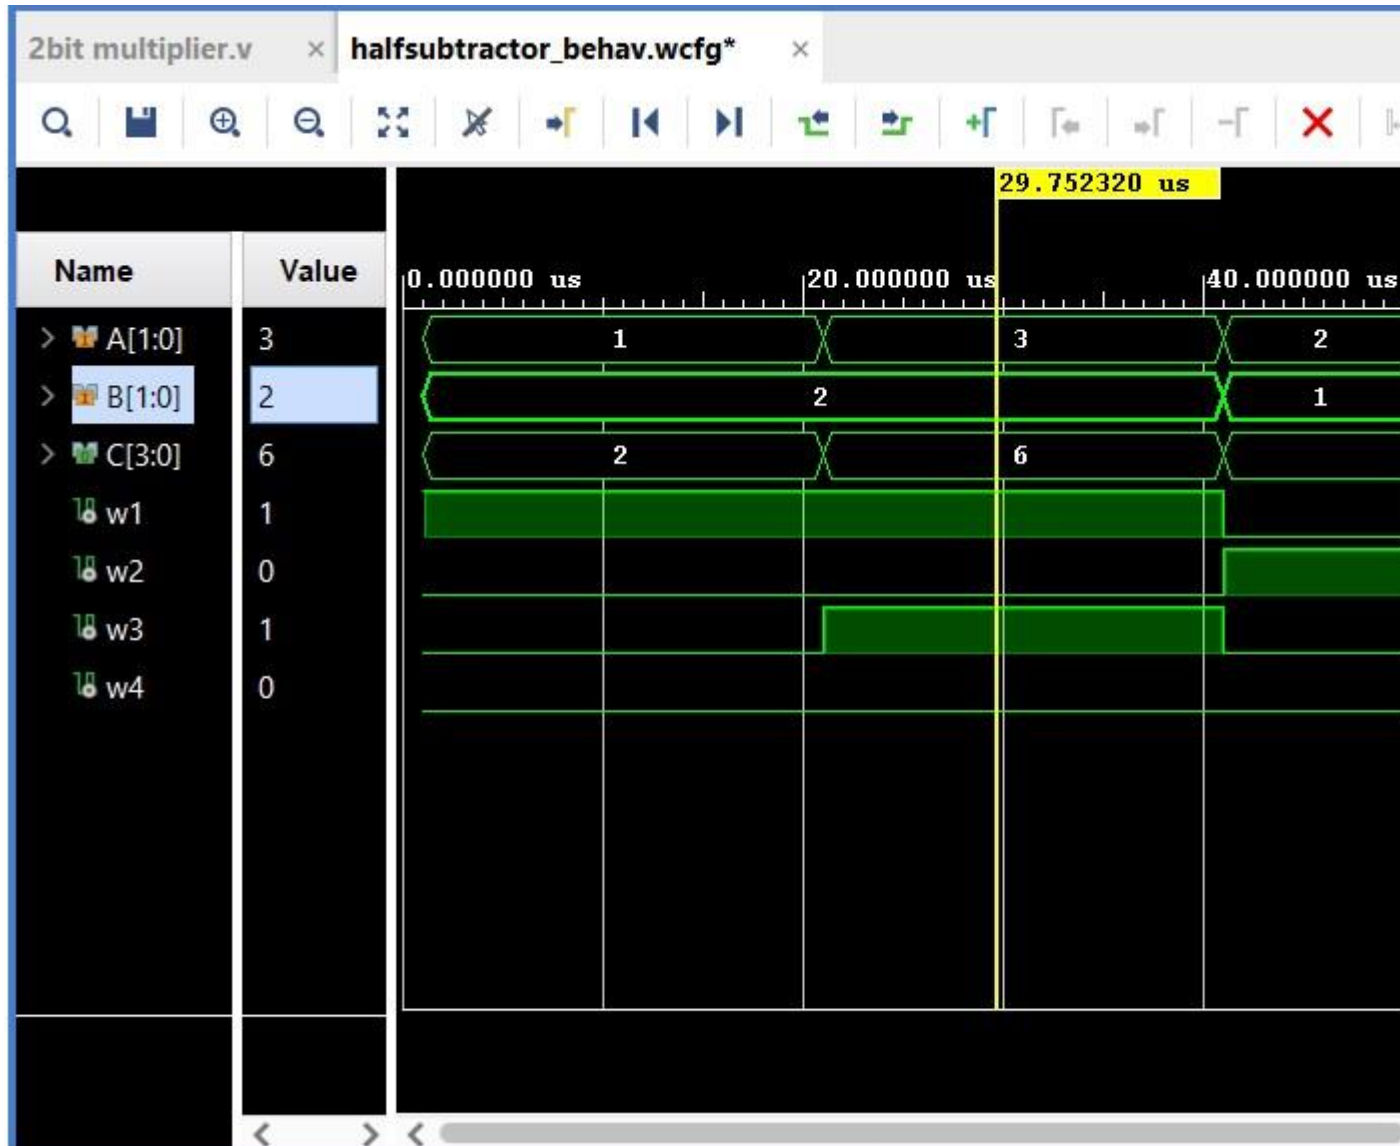 2bit multiplier.v × halfsubtractor_behav.wcfg* ×
29.752320 us
Name Value 0.000000 us 20.000000 us 40.000000 us
A[1:0] 3 1 3 2
B[1:0] 2 2 1
C[3:0] 6 2 6
w1 1
w2 0
w3 1
w4 0